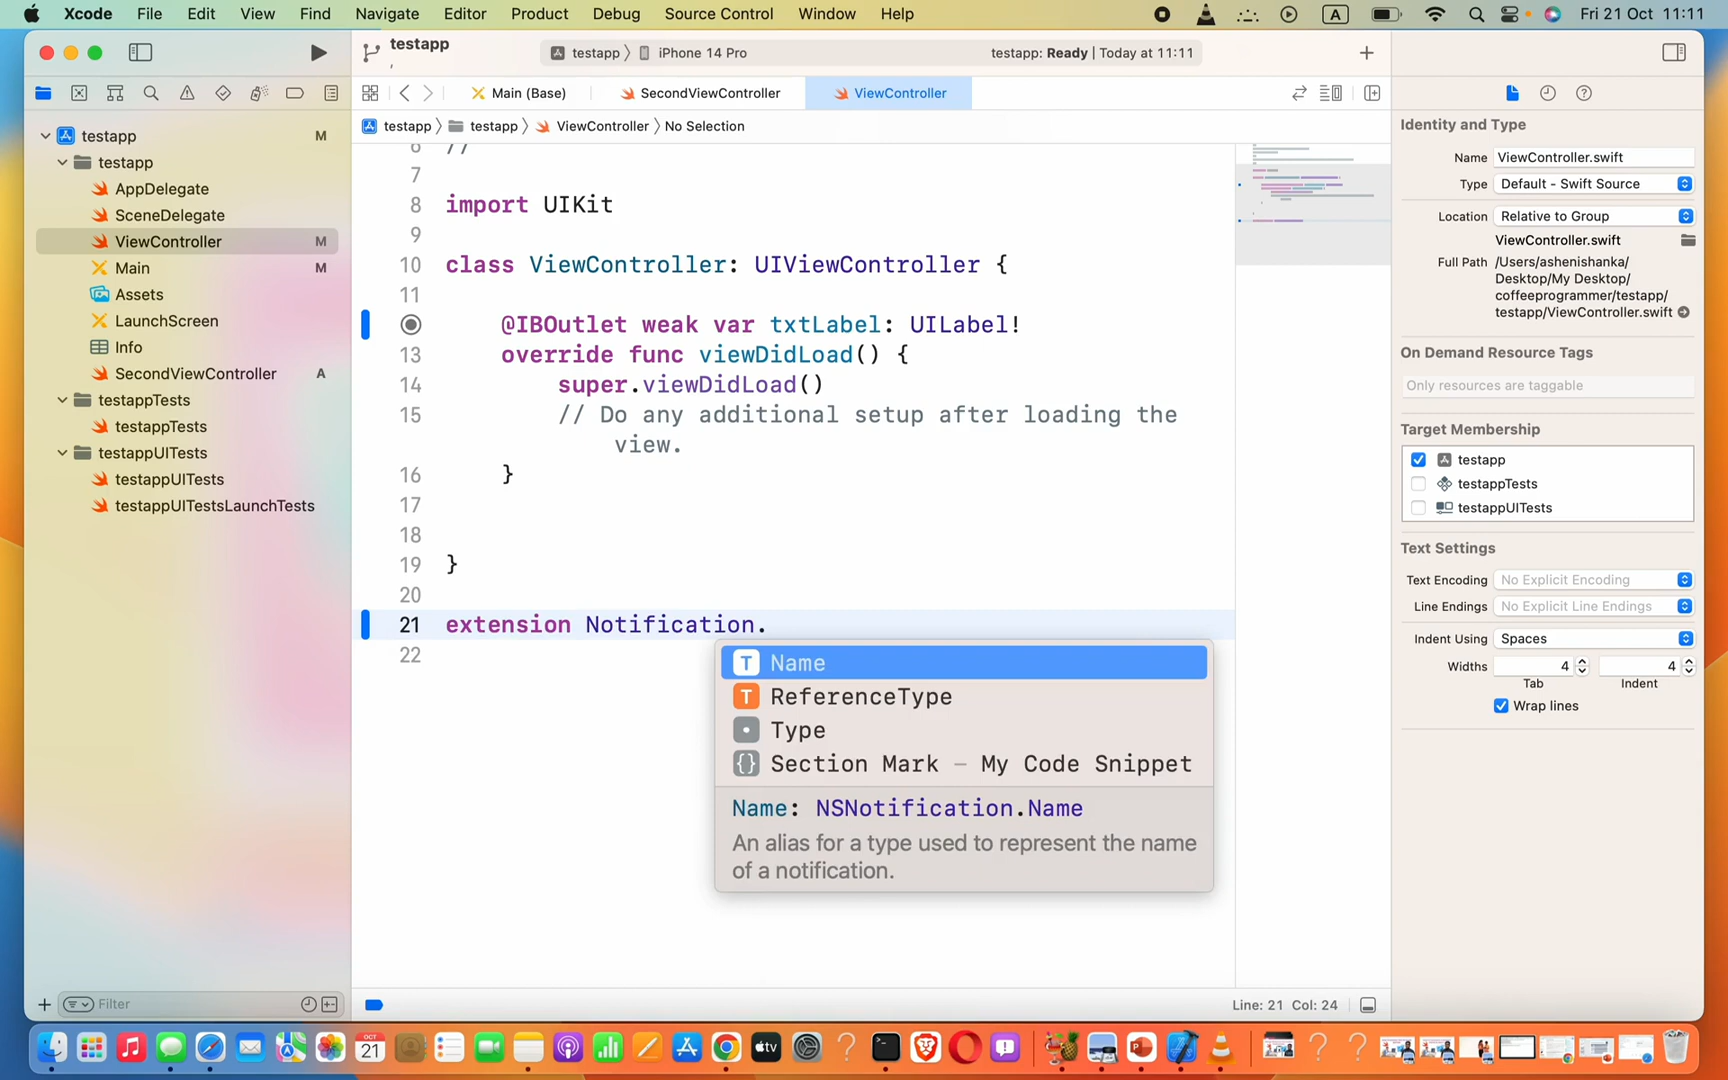 Xcode File Edit View Find Navigate Editor Product Debug Source Control Window Help A Fri 21 Oct 11:11
testapp
testapp iPhone 14 Pro testapp: Ready | Today at 11:11
Main (Base) SecondViewController ViewController
testapp testapp ViewController No Selection
testapp M
testapp
AppDelegate
SceneDelegate
ViewController M
Main M
Assets
LaunchScreen
Info
SecondViewController A
testappTests
testappTests
testappUITests
testappUITests
testappUITestsLaunchTests
Filter
6 //
7
8 import UIKit
9
10 class ViewController: UIViewController {
11
@IBOutlet weak var txtLabel: UILabel!
13 override func viewDidLoad() {
14 super.viewDidLoad()
15 // Do any additional setup after loading the
view.
16 }
17
18
19 }
20
21 extension Notification.
22
T Name
T ReferenceType
Type
{} Section Mark – My Code Snippet
Name: NSNotification.Name
An alias for a type used to represent the name
of a notification.
Line: 21 Col: 24
Identity and Type
Name ViewController.swift
Type Default - Swift Source
Location Relative to Group
ViewController.swift
Full Path /Users/ashenishanka/
Desktop/My Desktop/
coffeeprogrammer/testapp/
testapp/ViewController.swift
On Demand Resource Tags
Only resources are taggable
Target Membership
testapp
testappTests
testappUITests
Text Settings
Text Encoding No Explicit Encoding
Line Endings No Explicit Line Endings
Indent Using Spaces
Widths 4 4
Tab Indent
Wrap lines
OCT
21
tv